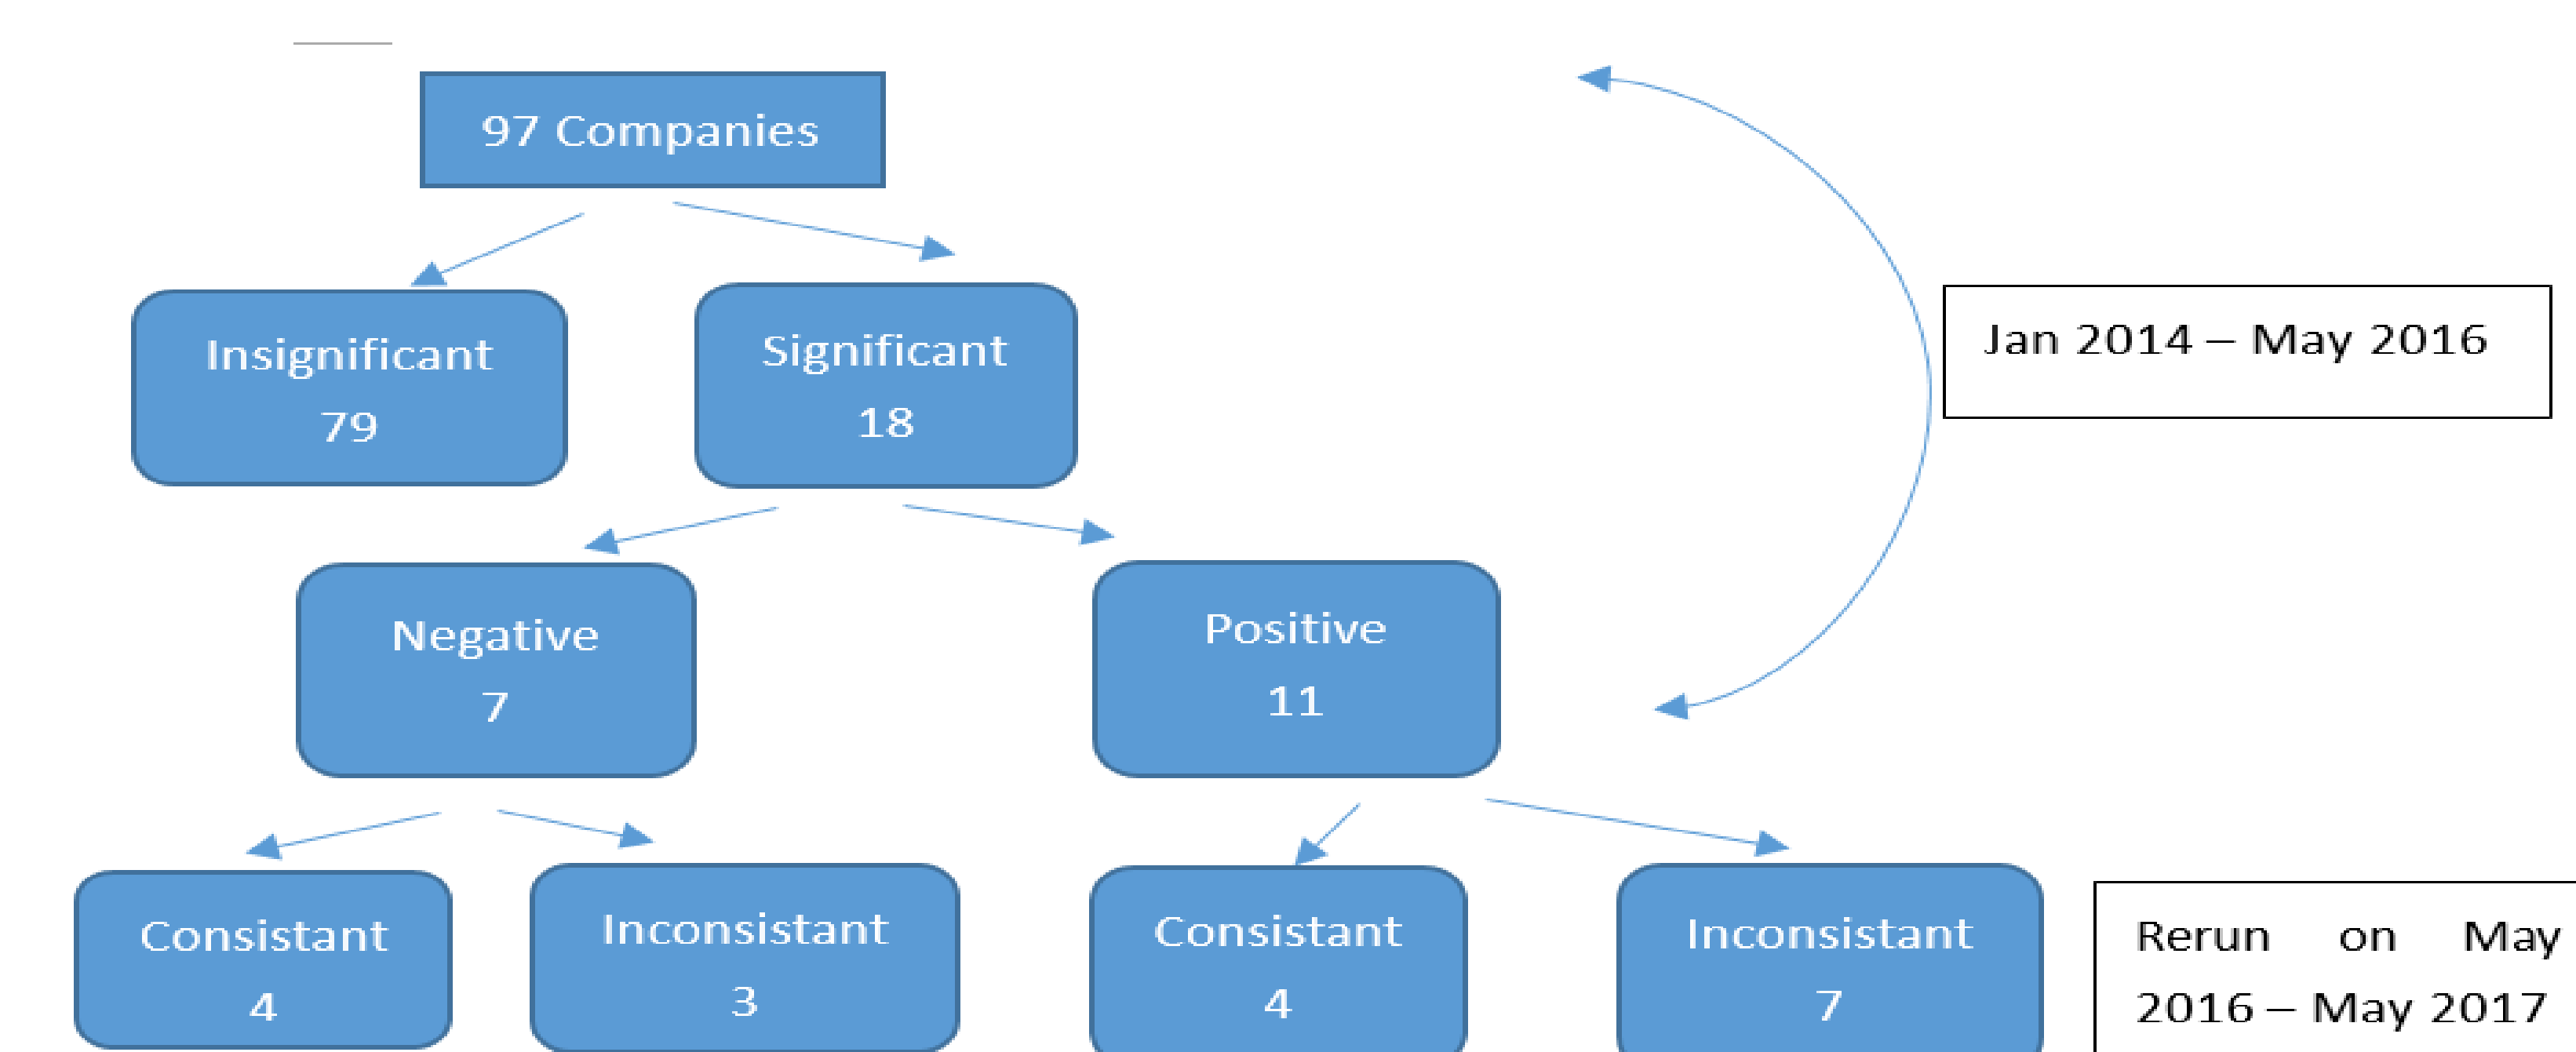 97 Companies
Insignificant
79
Significant
18
Jan 2014 – May 2016
Negative
7
Positive
11
Consistant
4
Inconsistant
3
Consistant
4
Inconsistant
7
Rerun on May
2016 – May 2017